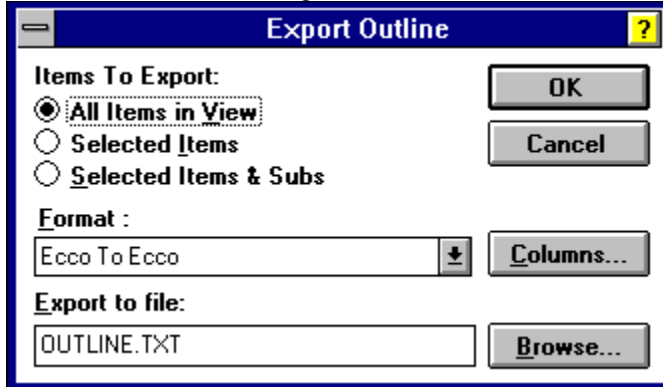 Export Outline ?
Items To Export:
All Items in View
OK
Selected Items
Cancel
Selected Items & Subs
Format :
Ecco To Ecco
Columns...
Export to file:
OUTLINE.TXT
Browse...